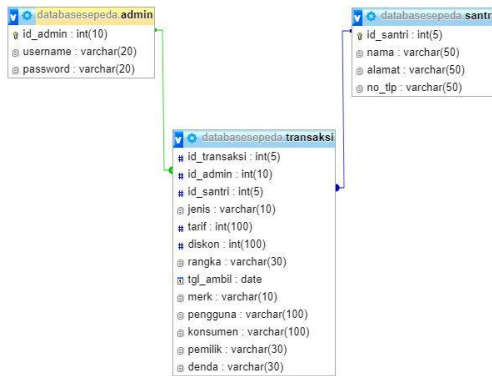 databasesepeda.admin
id_admin : int(10)
username : varchar(20)
password : varchar(20)
databasesepeda.santr
id_santri : int(5)
nama : varchar(50)
alamat : varchar(50)
no_tlp : varchar(50)
databasesepeda.transaksi
id_transaksi : int(5)
id_admin : int(10)
id_santri : int(5)
jenis : varchar(10)
tarif : int(100)
diskon : int(100)
rangka : varchar(30)
tgl_ambil : date
merk : varchar(10)
pengguna : varchar(100)
konsumen : varchar(100)
pemilik : varchar(30)
denda : varchar(30)